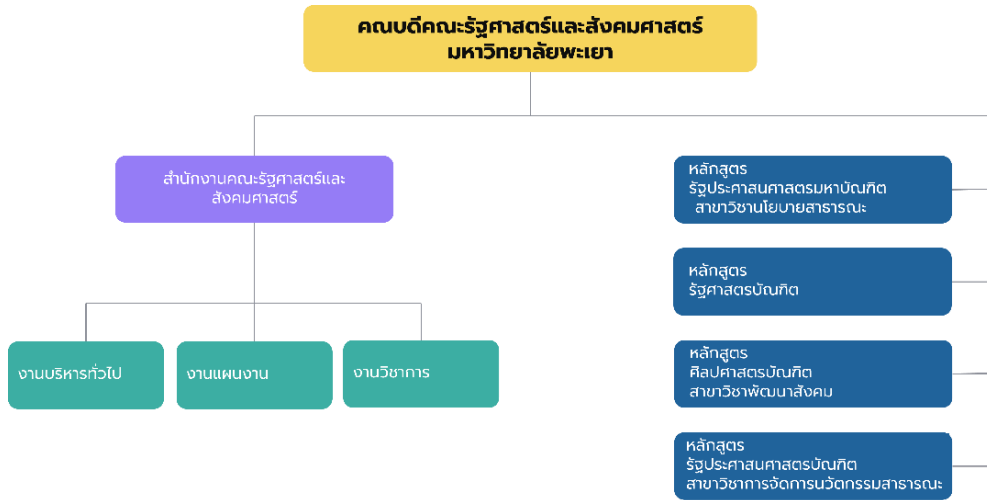 คณบดีคณะรัฐศาสตร์และสังคมศาสตร์
มหาวิทยาลัยพะเยา
สำนักงานคณะรัฐศาสตร์และ
สังคมศาสตร์
งานบริหารทั่วไป
งานแผนงาน
งานวิชาการ
หลักสูตร
รัฐประศาสนศาสตรมหาบัณฑิต
สาขาวิชานโยบายสาธารณะ
หลักสูตร
รัฐศาสตรบัณฑิต
หลักสูตร
ศิลปศาสตรบัณฑิต
สาขาวิชาพัฒนาสังคม
หลักสูตร
รัฐประศาสนศาสตรบัณฑิต
สาขาวิชาการจัดการนวัตกรรมสาธารณะ